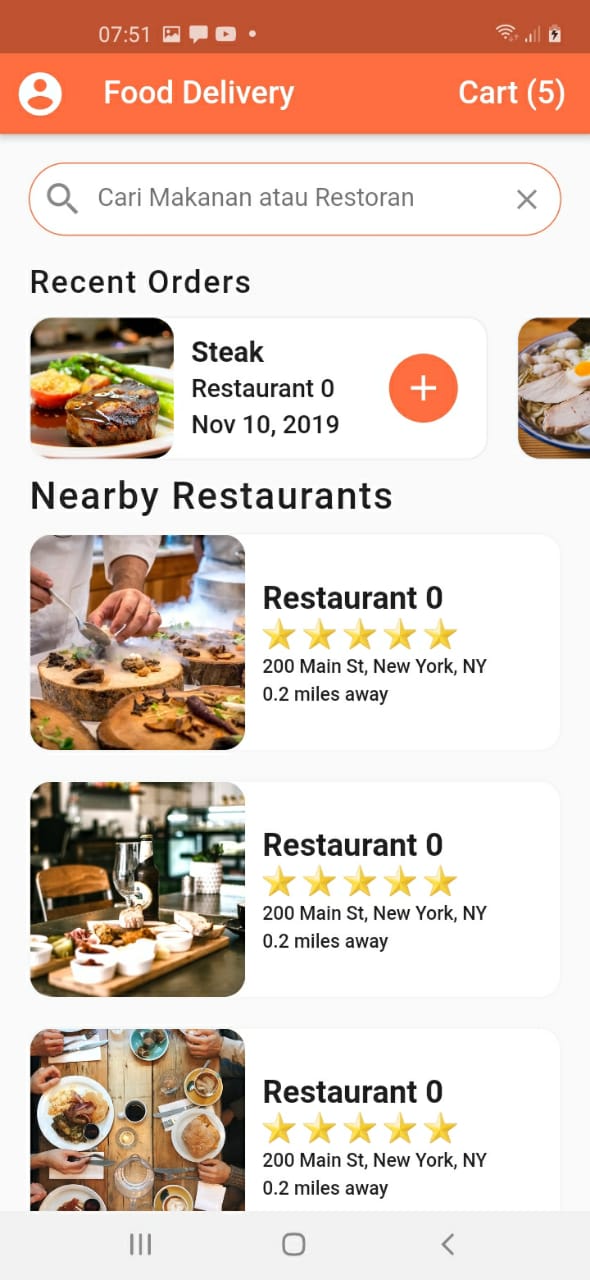 07:51
Food Delivery
Cart (5)
Cari Makanan atau Restoran
Recent Orders
Steak
Restaurant 0
Nov 10, 2019
Nearby Restaurants
Restaurant 0
200 Main St, New York, NY
0.2 miles away
Restaurant 0
200 Main St, New York, NY
0.2 miles away
Restaurant 0
200 Main St, New York, NY
0.2 miles away